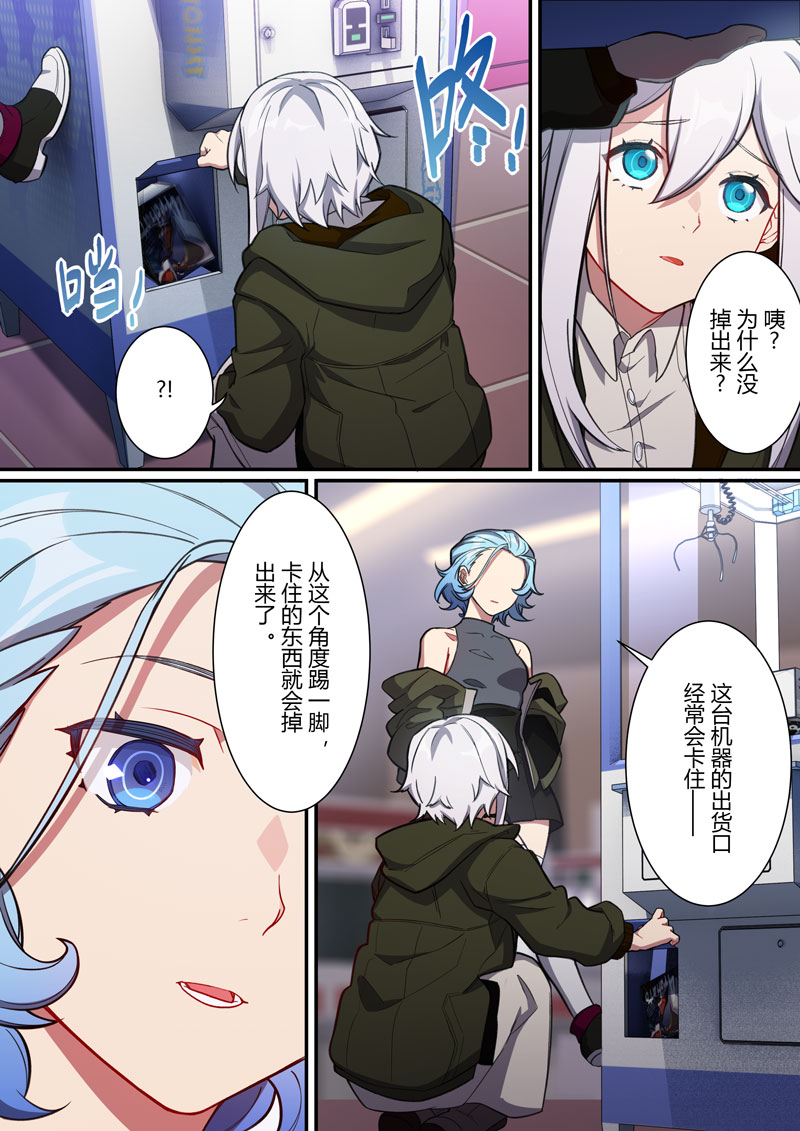 咦？
为什么没
掉出来？
咚！
咣！
?!
这台机器的出货口
经常会卡住——
从这个角度踢一脚，
卡住的东西就会掉
出来了。